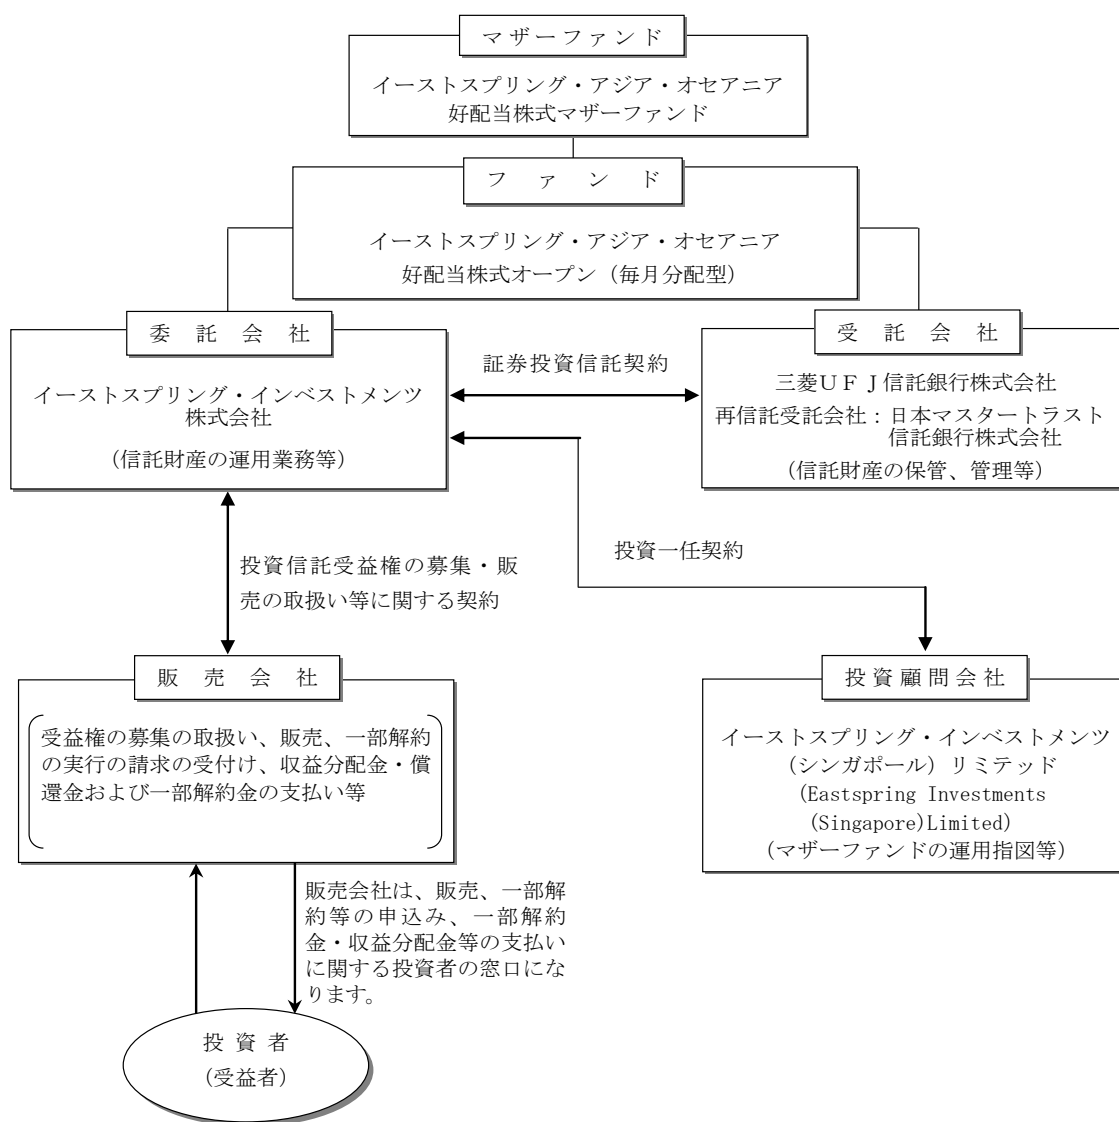 マザーファンド
イーストスプリング・アジア・オセアニア
好配当株式マザーファンド
ファンド
イーストスプリング・アジア・オセアニア
好配当株式オープン（毎月分配型）
委託会社
イーストスプリング・インベストメンツ
株式会社
（信託財産の運用業務等）
証券投資信託契約
受託会社
三菱ＵＦＪ信託銀行株式会社
再信託受託会社：日本マスタートラスト
信託銀行株式会社
（信託財産の保管、管理等）
投資信託受益権の募集・販
売の取扱い等に関する契約
投資一任契約
販売会社
受益権の募集の取扱い、販売、一部解約
の実行の請求の受付け、収益分配金・償
還金および一部解約金の支払い等
投資顧問会社
イーストスプリング・インベストメンツ
（シンガポール）リミテッド
(Eastspring Investments
(Singapore)Limited)
（マザーファンドの運用指図等）
販売会社は、販売、一部解
約等の申込み、一部解約
金・収益分配金等の支払い
に関する投資者の窓口にな
ります。
投資者
（受益者）